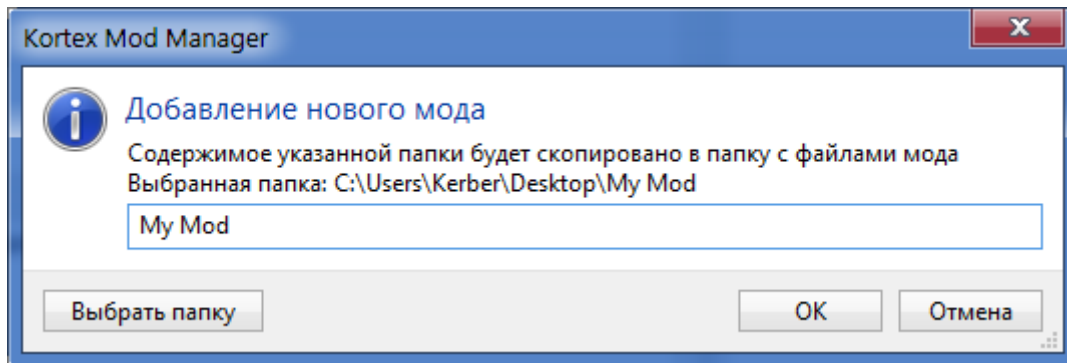 Kortex Mod Manager
Добавление нового мода
Содержимое указанной папки будет скопировано в папку с файлами мода
Выбранная папка: C:\Users\Kerber\Desktop\My Mod
My Mod
Выбрать папку
OK
Отмена